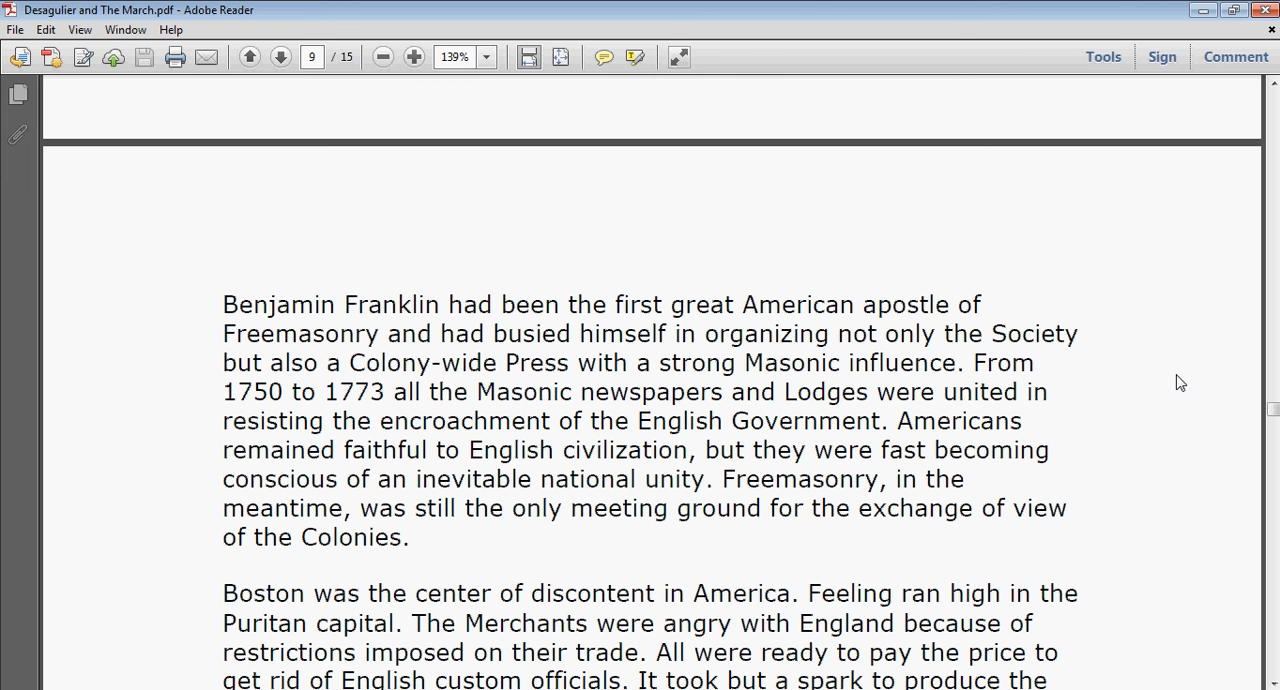 Desagulier and The March.pdf - Adobe Reader
File Edit View Window Help
9 / 15 139% Tools Sign Comment
Benjamin Franklin had been the first great American apostle of
Freemasonry and had busied himself in organizing not only the Society
but also a Colony-wide Press with a strong Masonic influence. From
1750 to 1773 all the Masonic newspapers and Lodges were united in
resisting the encroachment of the English Government. Americans
remained faithful to English civilization, but they were fast becoming
conscious of an inevitable national unity. Freemasonry, in the
meantime, was still the only meeting ground for the exchange of view
of the Colonies.
Boston was the center of discontent in America. Feeling ran high in the
Puritan capital. The Merchants were angry with England because of
restrictions imposed on their trade. All were ready to pay the price to
get rid of English custom officials. It took but a spark to produce the